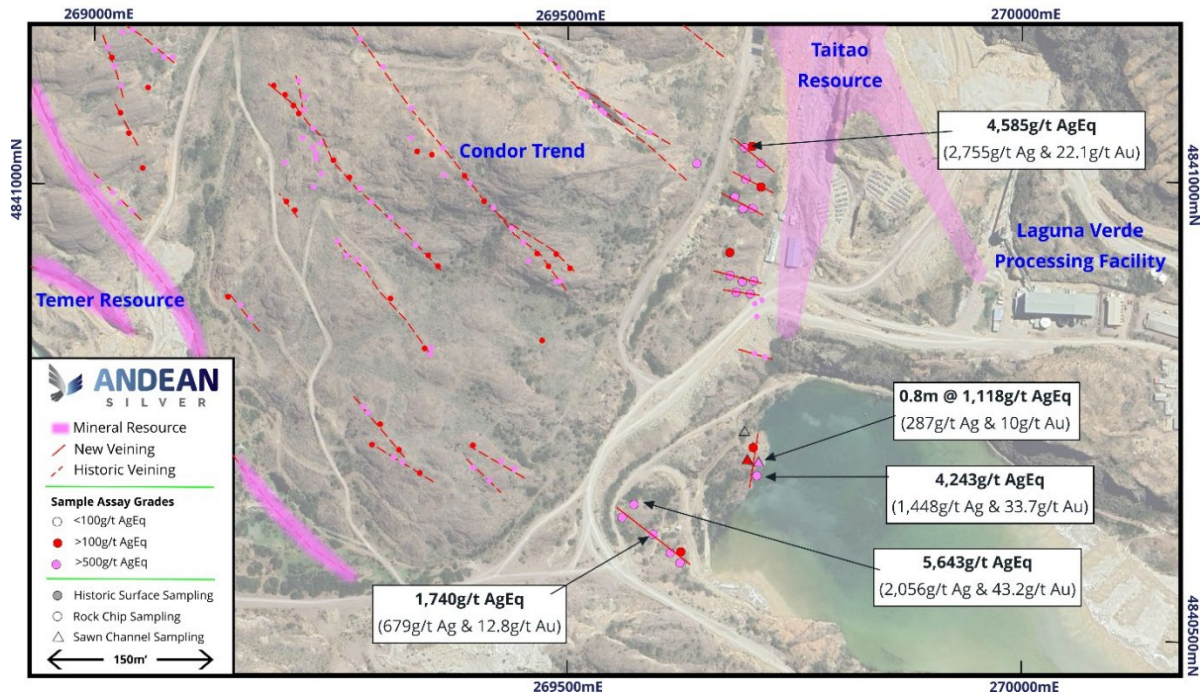 269000mE
269500mE
270000mE
4841000mN
4841000mN
4840500mN
269500mE
270000mE
Taitao
Resource
4,585g/t AgEq
(2,755g/t Ag & 22.1g/t Au)
Condor Trend
Laguna Verde
Processing Facility
Temer Resource
ANDEAN
SILVER
Mineral Resource
New Veining
Historic Veining
Sample Assay Grades
<100g/t AgEq
>100g/t AgEq
>500g/t AgEq
Historic Surface Sampling
Rock Chip Sampling
Sawn Channel Sampling
150m'
0.8m @ 1,118g/t AgEq
(287g/t Ag & 10g/t Au)
4,243g/t AgEq
(1,448g/t Ag & 33.7g/t Au)
5,643g/t AgEq
(2,056g/t Ag & 43.2g/t Au)
1,740g/t AgEq
(679g/t Ag & 12.8g/t Au)